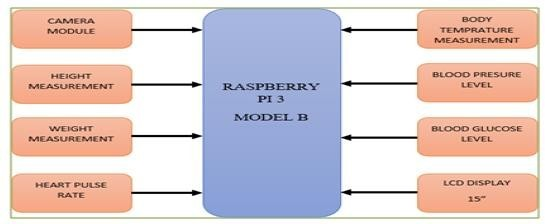 CAMERA
MODULE
HEIGHT
MEASUREMENT
WEIGHT
MEASUREMENT
HEART PULSE
RATE
RASPBERRY
PI 3
MODEL B
BODY
TEMPRATURE
MEASUREMENT
BLOOD PRESURE
LEVEL
BLOOD GLUCOSE
LEVEL
LCD DISPLAY
15”